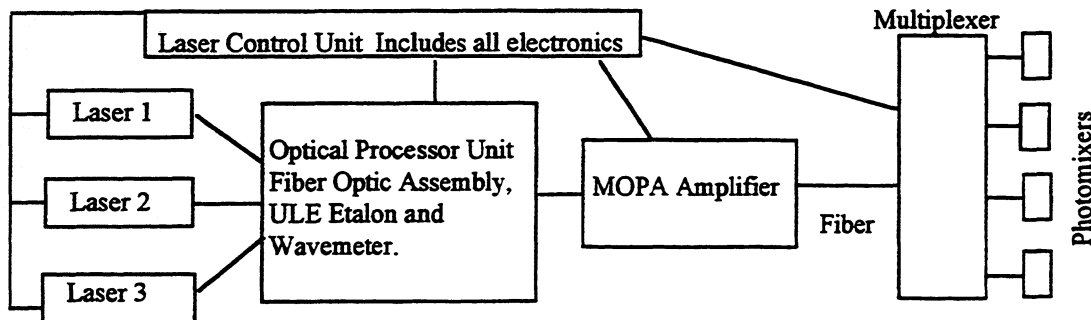 Multiplexer
Laser Control Unit Includes all electronics
Laser 1
Laser 2
Laser 3
Optical Processor Unit
Fiber Optic Assembly,
ULE Etalon and
Wavemeter.
MOPA Amplifier
Fiber
Photomixers